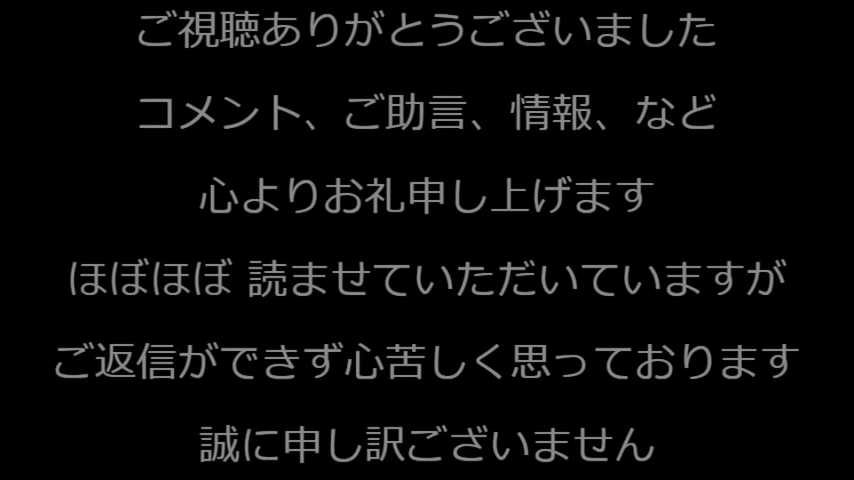 ご視聴ありがとうございました
コメント、ご助言、情報、など
心よりお礼申し上げます
ほぼほぼ 読ませていただいていますが
ご返信ができず心苦しく思っております
誠に申し訳ございません